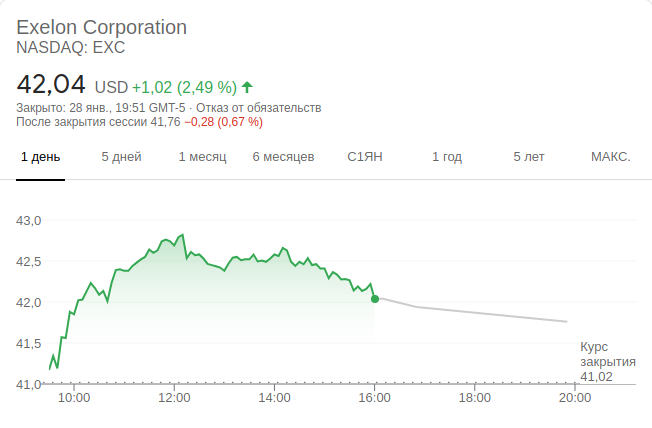 Exelon Corporation
NASDAQ: EXC
42,04 USD +1,02 (2,49 %)
Закрыто: 28 янв., 19:51 GMT-5 · Отказ от обязательств
После закрытия сессии 41,76 −0,28 (0,67 %)
1 день 5 дней 1 месяц 6 месяцев С1ЯН 1 год 5 лет МАКС.
43,0
42,5
42,0
41,5
41,0
Курс
закрытия
41,02
10:00 12:00 14:00 16:00 18:00 20:00